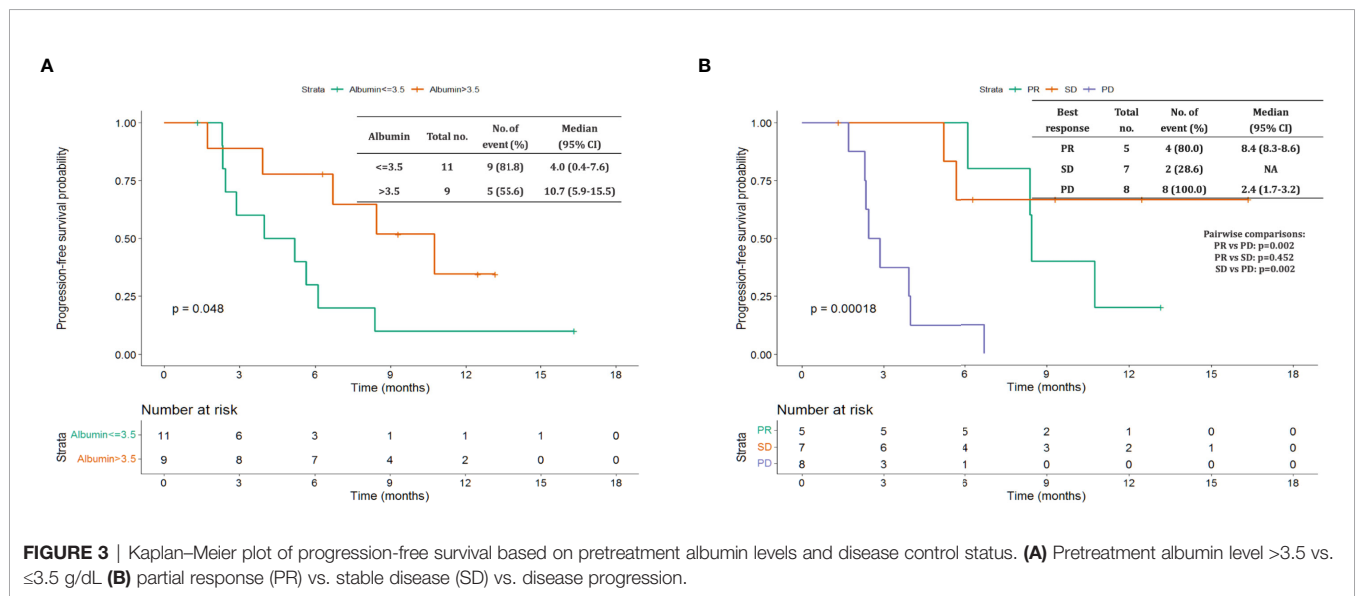 A
Strata Albumin<=3.5 Albumin>3.5
Progression-free survival probability
1.00
0.75
0.50
0.25
0.00
Albumin Total no. No. of event (%) Median (95% CI)
<=3.5 11 9 (81.8) 4.0 (0.4-7.6)
>3.5 9 5 (55.6) 10.7 (5.9-15.5)
p = 0.048
0 3 6 9 12 15 18
Time (months)
Number at risk
Strata
Albumin<=3.5 11 6 3 1 1 1 0
Albumin>3.5 9 8 7 4 2 0 0
0 3 6 9 12 15 18
Time (months)
B
Strata PR SD PD
Progression-free survival probability
1.00
0.75
0.50
0.25
0.00
Best response Total no. No. of event (%) Median (95% CI)
PR 5 4 (80.0) 8.4 (8.3-8.6)
SD 7 2 (28.6) NA
PD 8 8 (100.0) 2.4 (1.7-3.2)
Pairwise comparisons:
PR vs PD: p=0.002
PR vs SD: p=0.452
SD vs PD: p=0.002
p = 0.00018
0 3 6 9 12 15 18
Time (months)
Number at risk
Strata
PR 5 5 5 2 1 0 0
SD 7 6 4 3 2 1 0
PD 8 3 1 0 0 0 0
0 3 6 9 12 15 18
Time (months)
FIGURE 3 | Kaplan–Meier plot of progression-free survival based on pretreatment albumin levels and disease control status. (A) Pretreatment albumin level >3.5 vs.
≤3.5 g/dL (B) partial response (PR) vs. stable disease (SD) vs. disease progression.